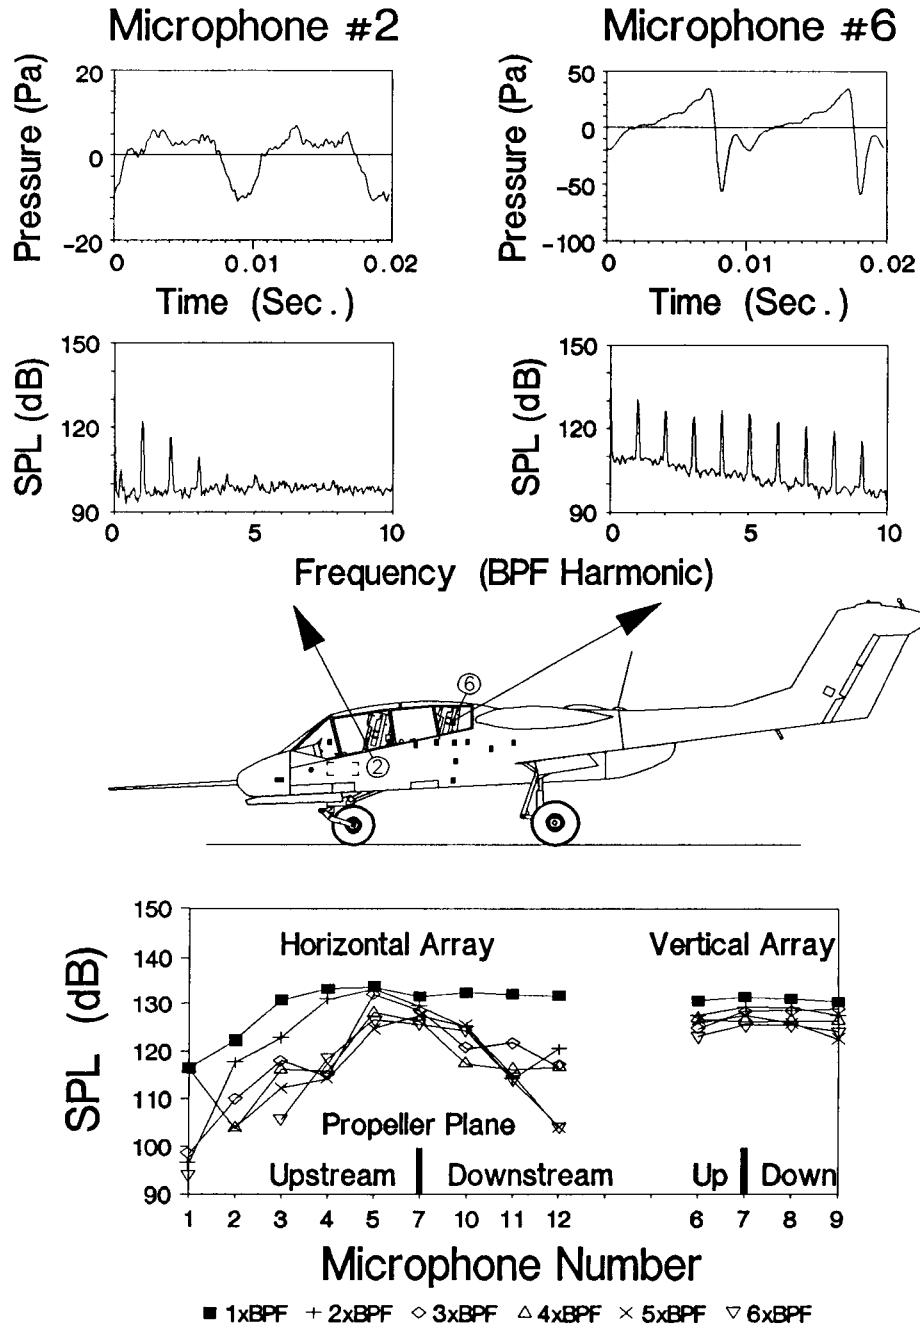 Microphone #2
Microphone #6
20
0
-20
Pressure (Pa)
0
0.01
0.02
Time (Sec.)
50
0
-50
-100
Pressure (Pa)
0
0.01
0.02
Time (Sec.)
150
120
90
SPL (dB)
0
5
10
150
120
90
SPL (dB)
0
5
10
Frequency (BPF Harmonic)
6
2
150
140
130
120
110
100
90
SPL (dB)
Horizontal Array
Vertical Array
Propeller Plane
Upstream
Downstream
Up
Down
1 2 3 4 5 7 10 11 12 6 7 8 9
Microphone Number
1xBPF 2xBPF 3xBPF 4xBPF 5xBPF 6xBPF